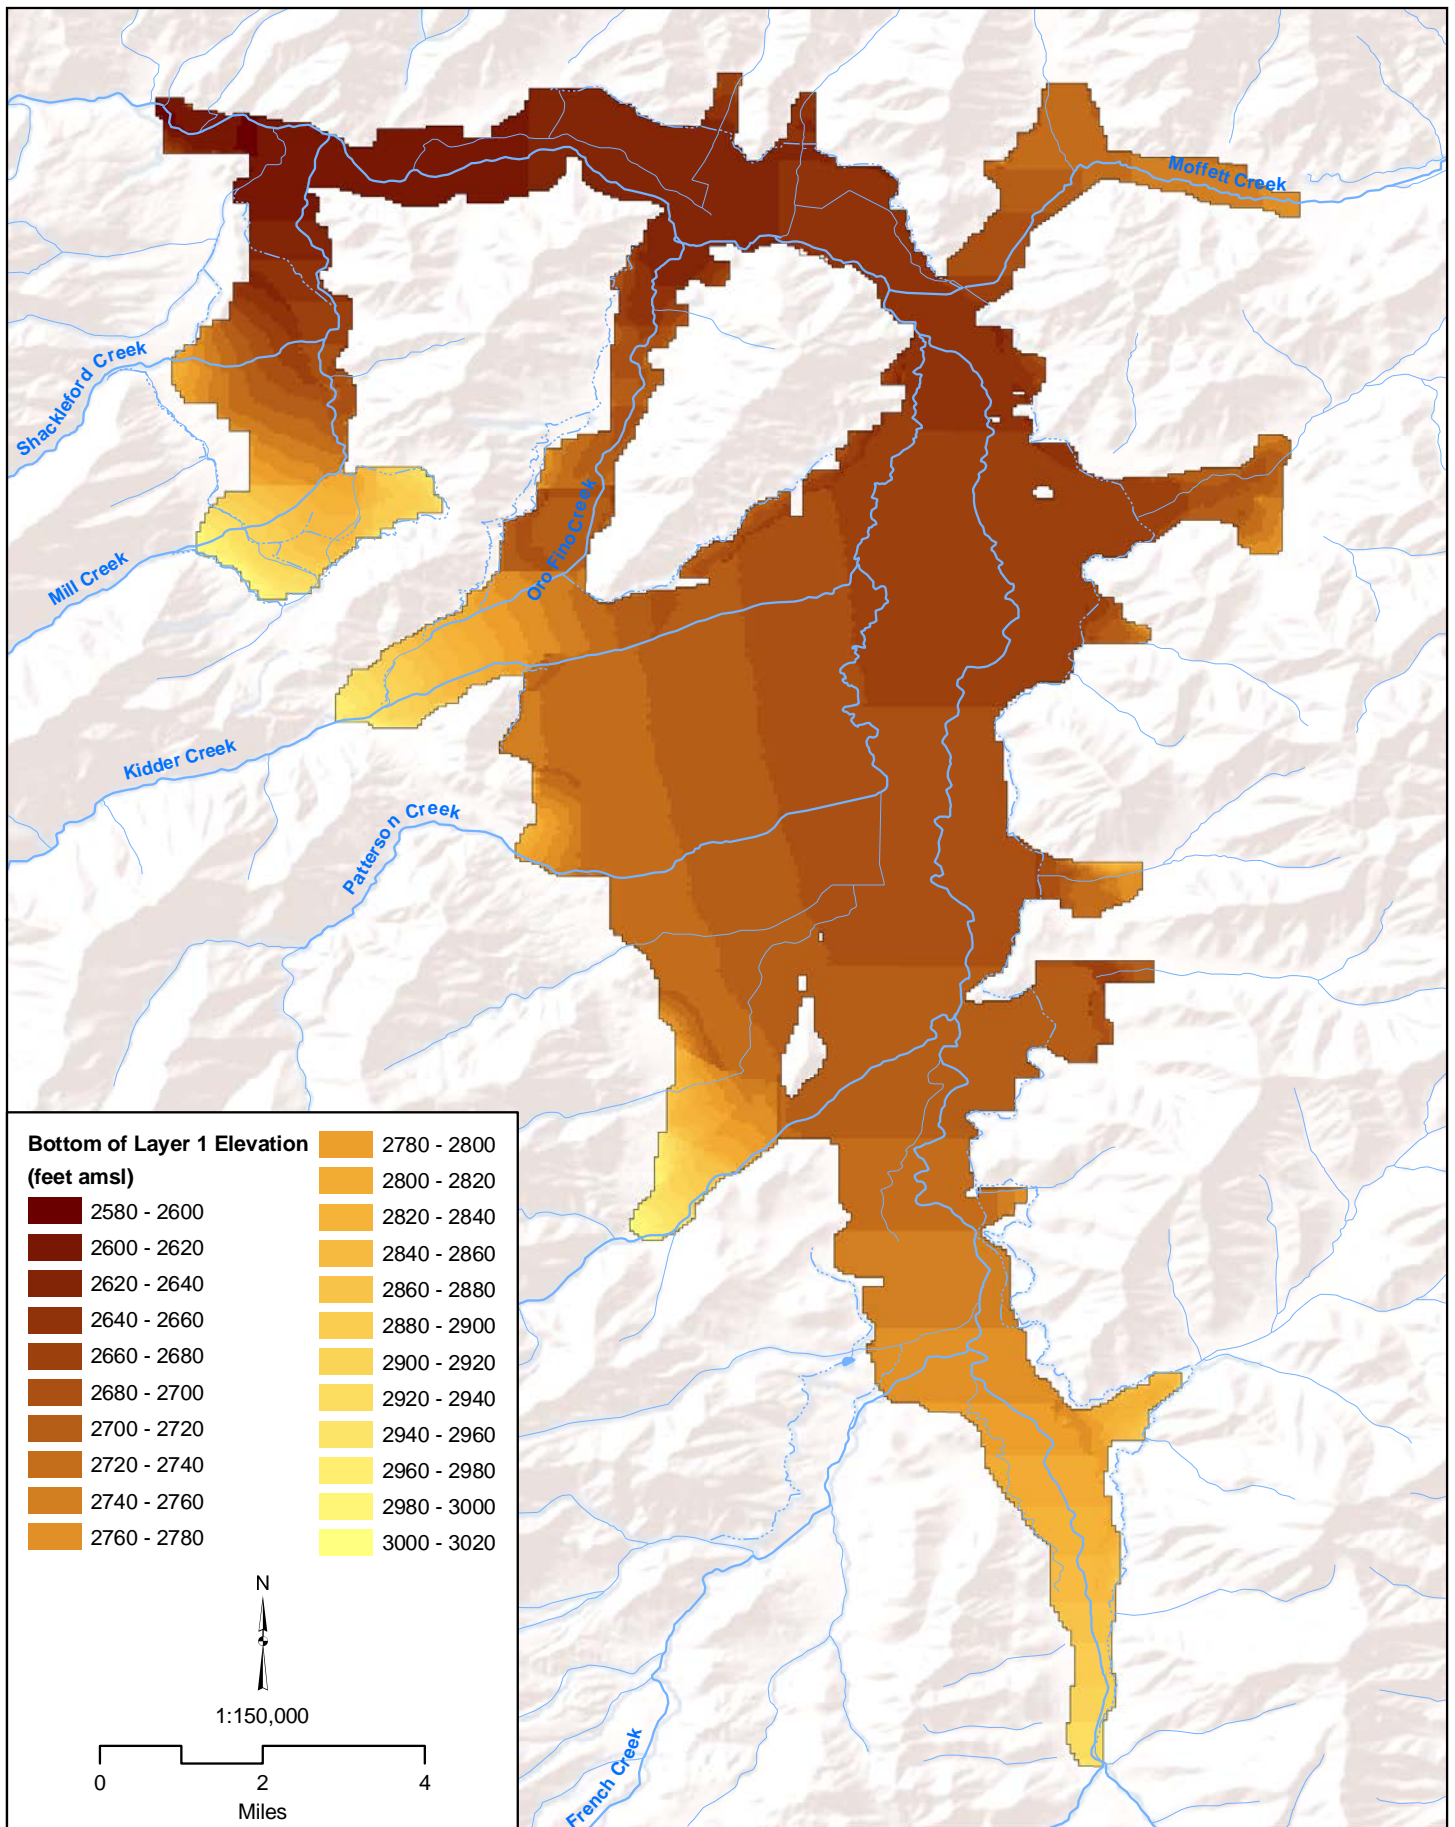 Moffett Creek
Shackleford Creek
Mill Creek
Oro Fino Creek
Kidder Creek
Patterson Creek
French Creek
Bottom of Layer 1 Elevation
(feet amsl)
2580 - 2600
2600 - 2620
2620 - 2640
2640 - 2660
2660 - 2680
2680 - 2700
2700 - 2720
2720 - 2740
2740 - 2760
2760 - 2780
2780 - 2800
2800 - 2820
2820 - 2840
2840 - 2860
2860 - 2880
2880 - 2900
2900 - 2920
2920 - 2940
2940 - 2960
2960 - 2980
2980 - 3000
3000 - 3020
N
1:150,000
0 2 4
Miles